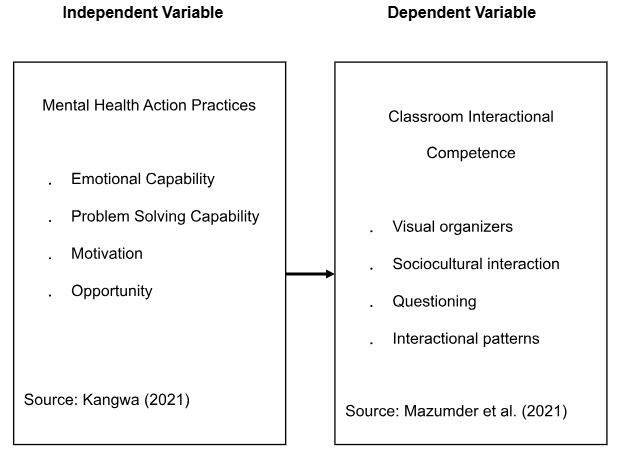 Independent Variable
Dependent Variable
Mental Health Action Practices
. Emotional Capability
. Problem Solving Capability
. Motivation
. Opportunity
Source: Kangwa (2021)
Classroom Interactional
Competence
. Visual organizers
. Sociocultural interaction
. Questioning
. Interactional patterns
Source: Mazumder et al. (2021)